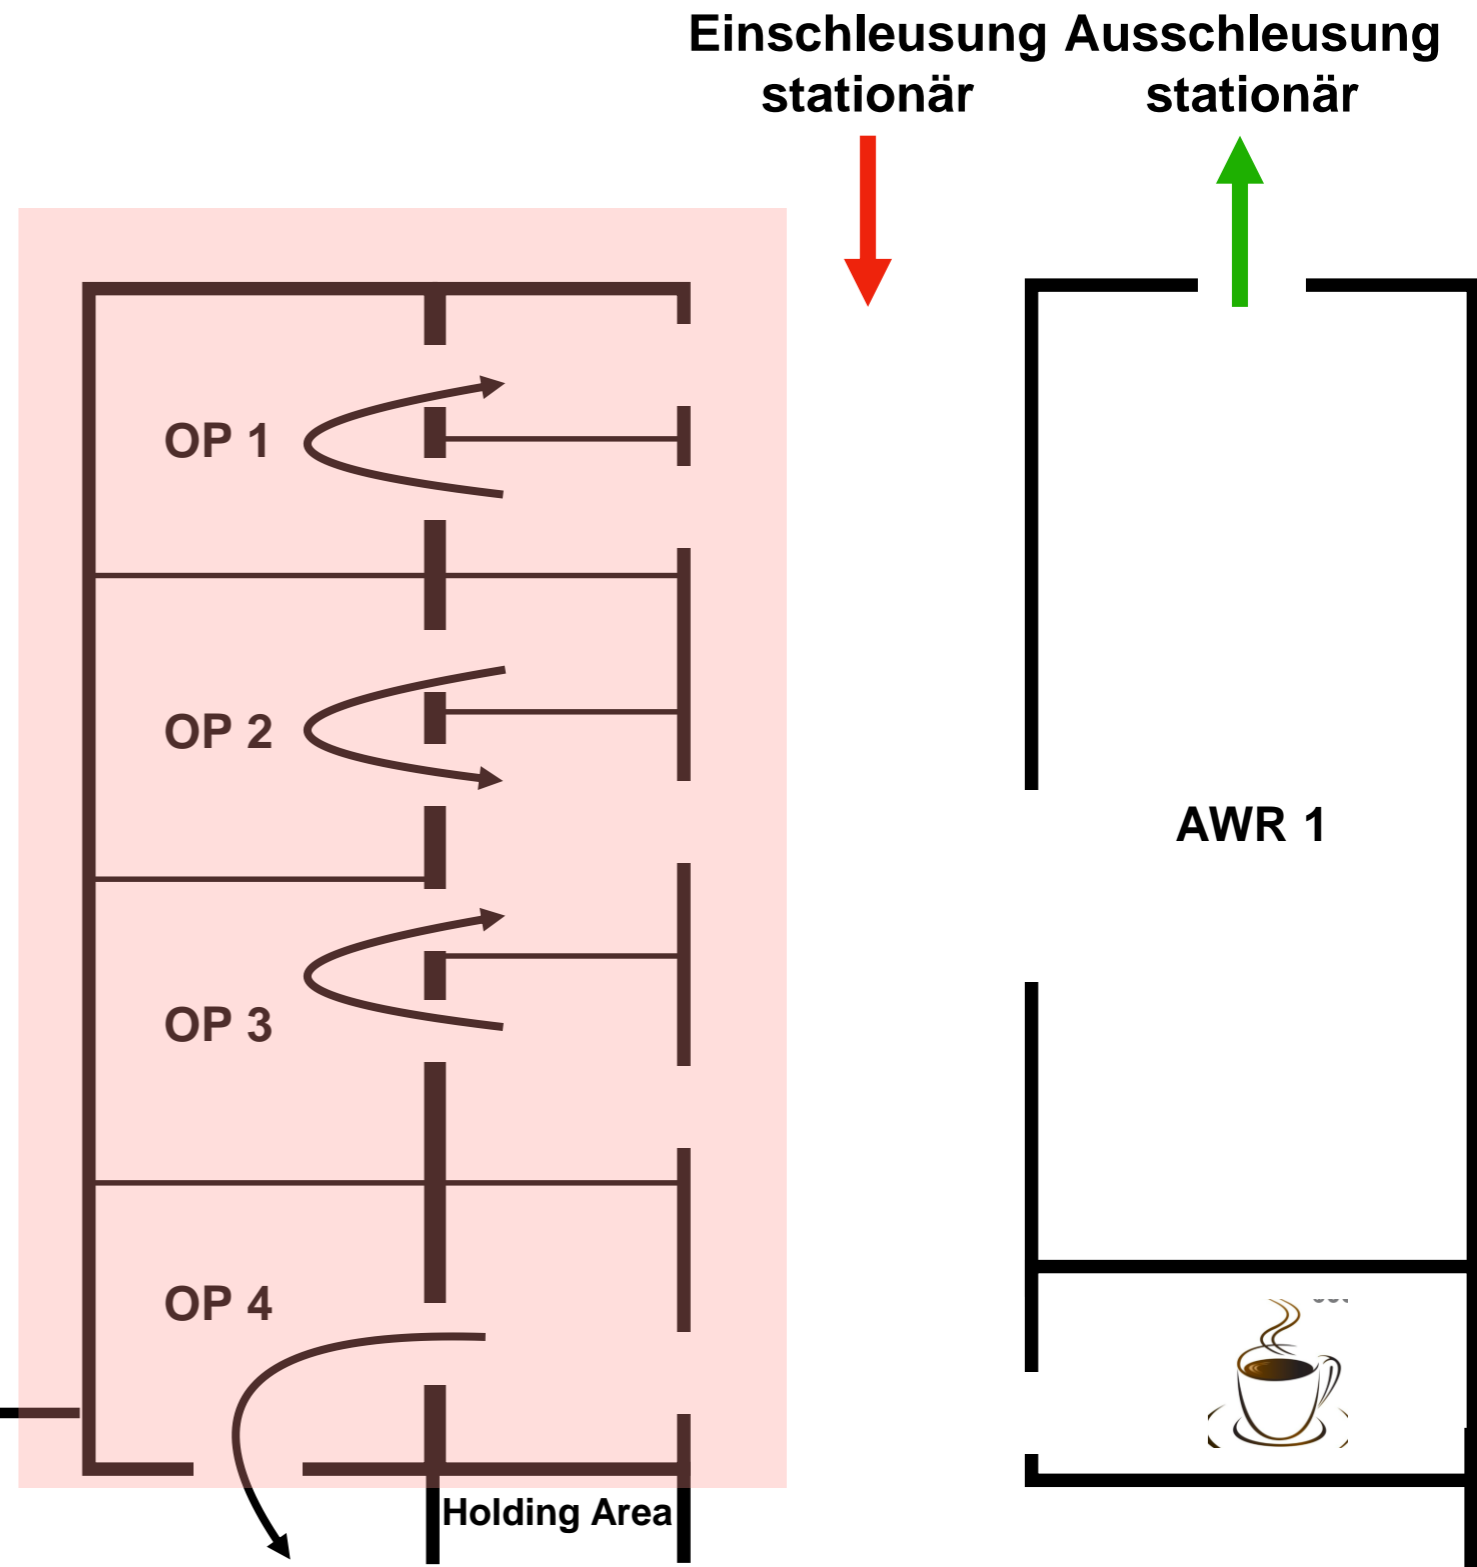 Einschleusung
stationär
Ausschleusung
stationär
OP 1
OP 2
AWR 1
OP 3
OP 4
Holding Area